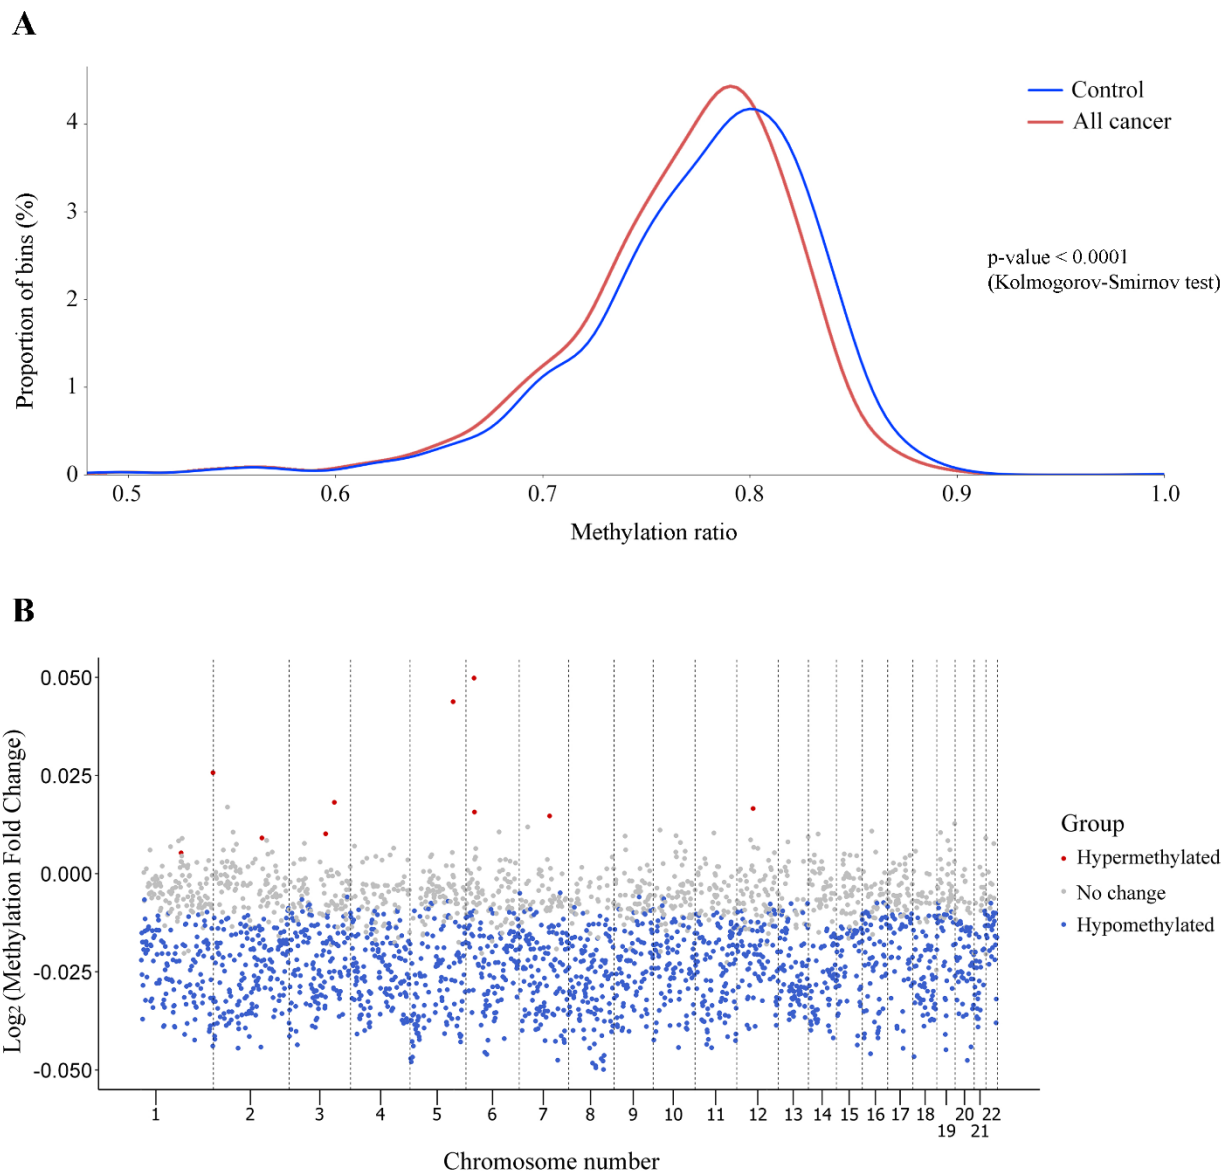 A
Control
All cancer
p-value < 0.0001
(Kolmogorov-Smirnov test)
Proportion of bins (%)
4
3
2
1
0
0.5 0.6 0.7 0.8 0.9 1.0
Methylation ratio
B
Log2 (Methylation Fold Change)
0.050
0.025
0.000
-0.025
-0.050
Group
Hypermethylated
No change
Hypomethylated
1 2 3 4 5 6 7 8 9 10 11 12 13 14 15 16 17 18 20 22
19 21
Chromosome number